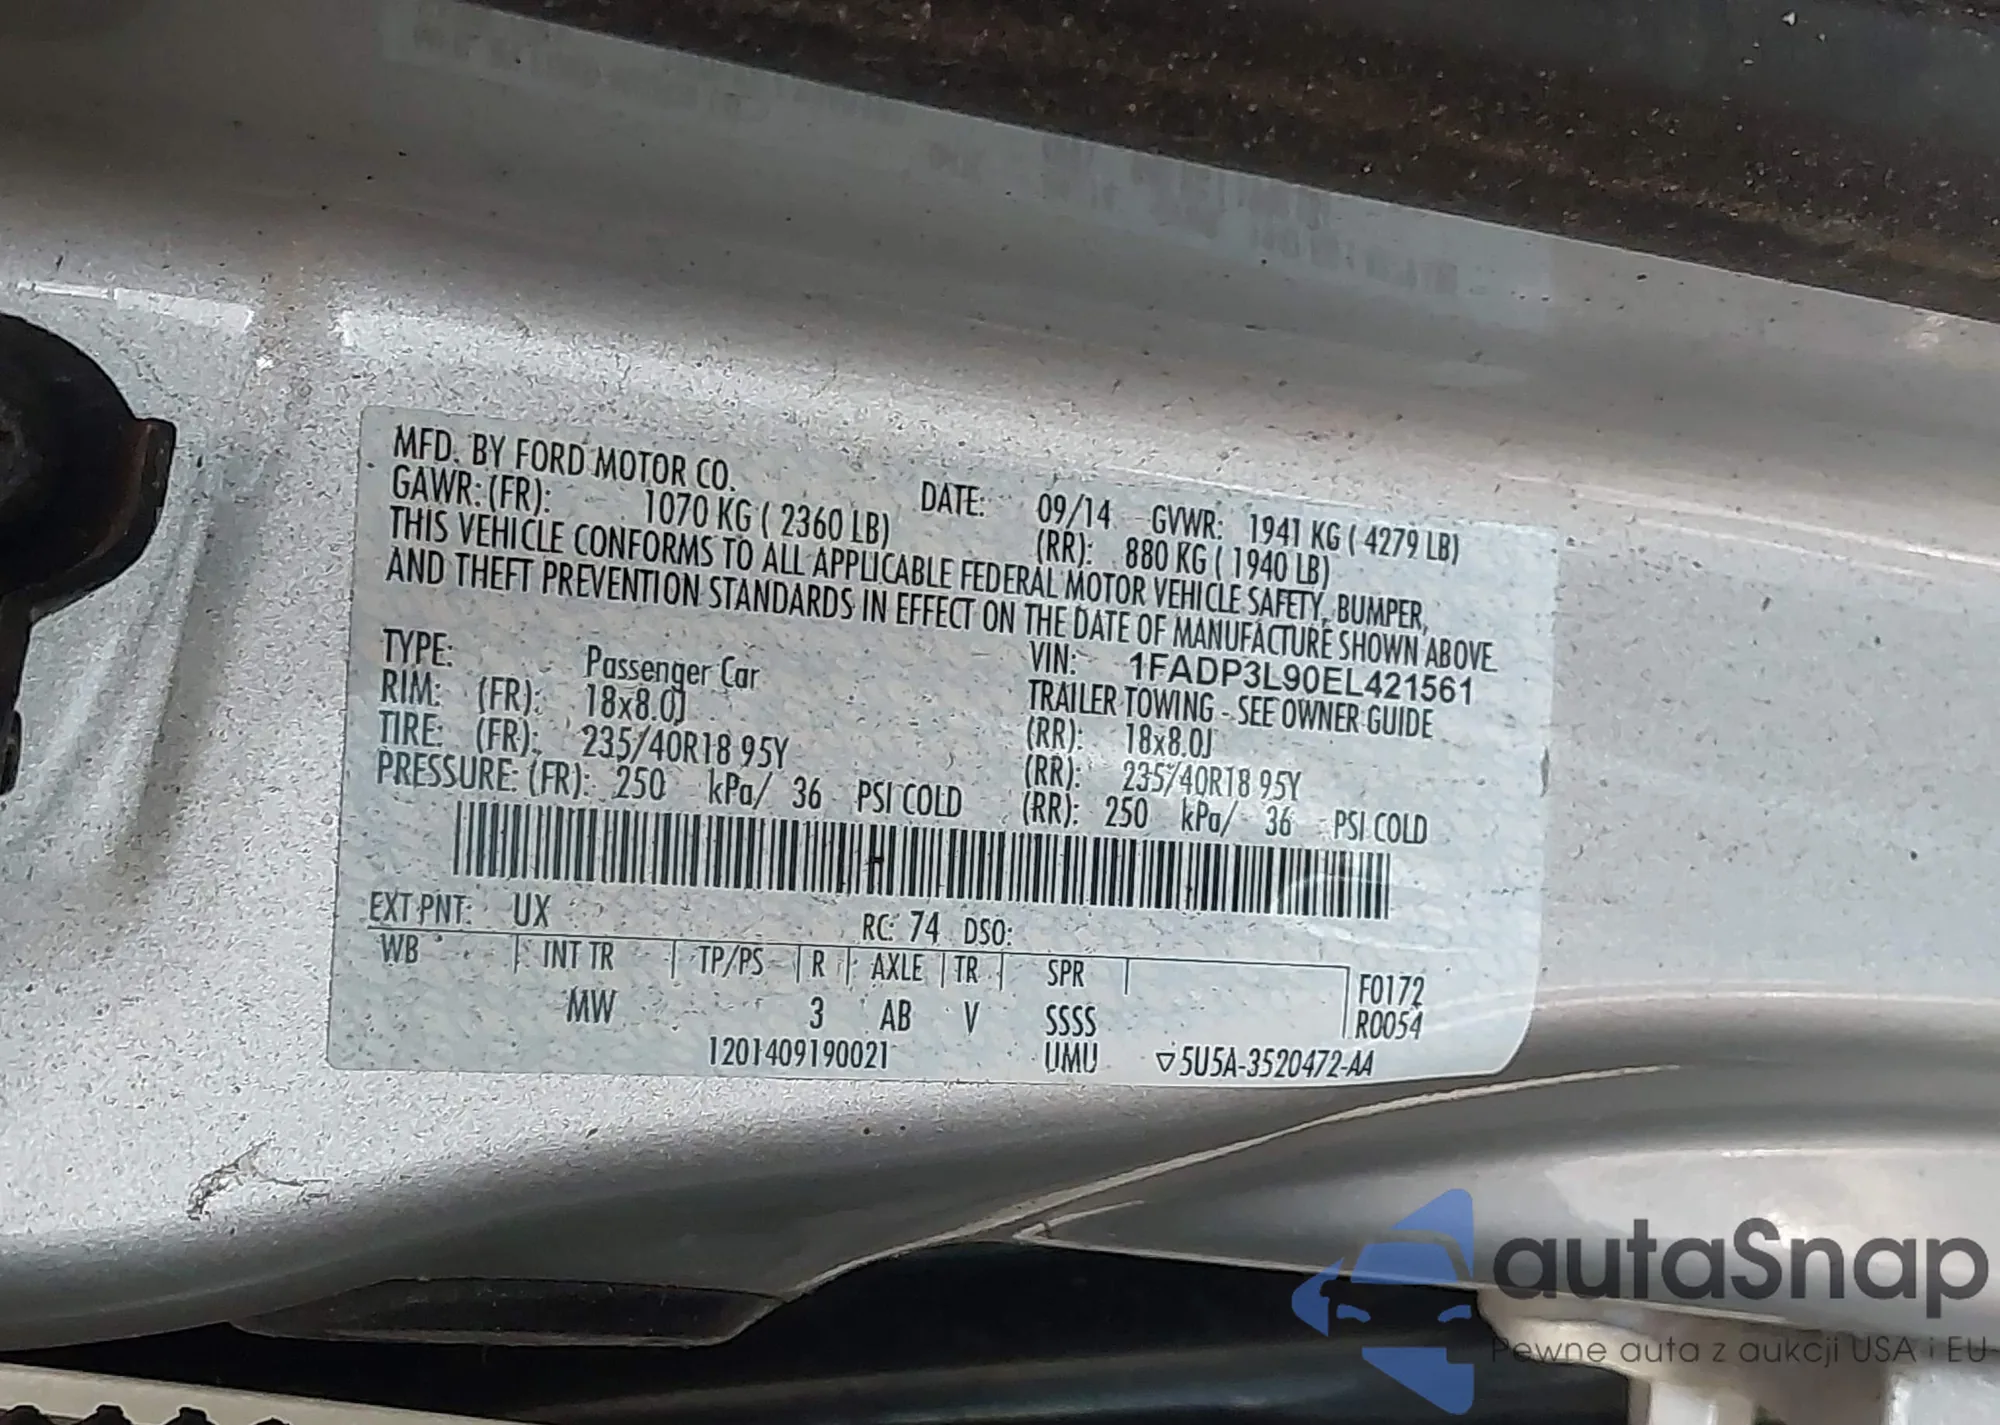 MFD. BY FORD MOTOR CO. DATE: 09/14 GVWR: 1941 KG ( 4279 LB)
GAWR: (FR): 1070 KG ( 2360 LB) (RR): 880 KG ( 1940 LB)
THIS VEHICLE CONFORMS TO ALL APPLICABLE FEDERAL MOTOR VEHICLE SAFETY, BUMPER,
AND THEFT PREVENTION STANDARDS IN EFFECT ON THE DATE OF MANUFACTURE SHOWN ABOVE.
VIN: 1FADP3L90EL421561
TYPE: Passenger Car TRAILER TOWING - SEE OWNER GUIDE
RIM: (FR): 18x8.0J (RR): 18x8.0J
TIRE: (FR): 235/40R18 95Y (RR): 235/40R18 95Y
PRESSURE: (FR): 250 kPa/ 36 PSI COLD (RR): 250 kPa/ 36 PSI COLD
EXT PNT: UX RC: 74 DSO:
WB INT TR TP/PS R AXLE TR SPR F0172
MW 3 AB V SSSS R0054
1201409190021 UMU ▽5U5A-3520472-AA
autaSnap
Pewne auta z aukcji USA i EU